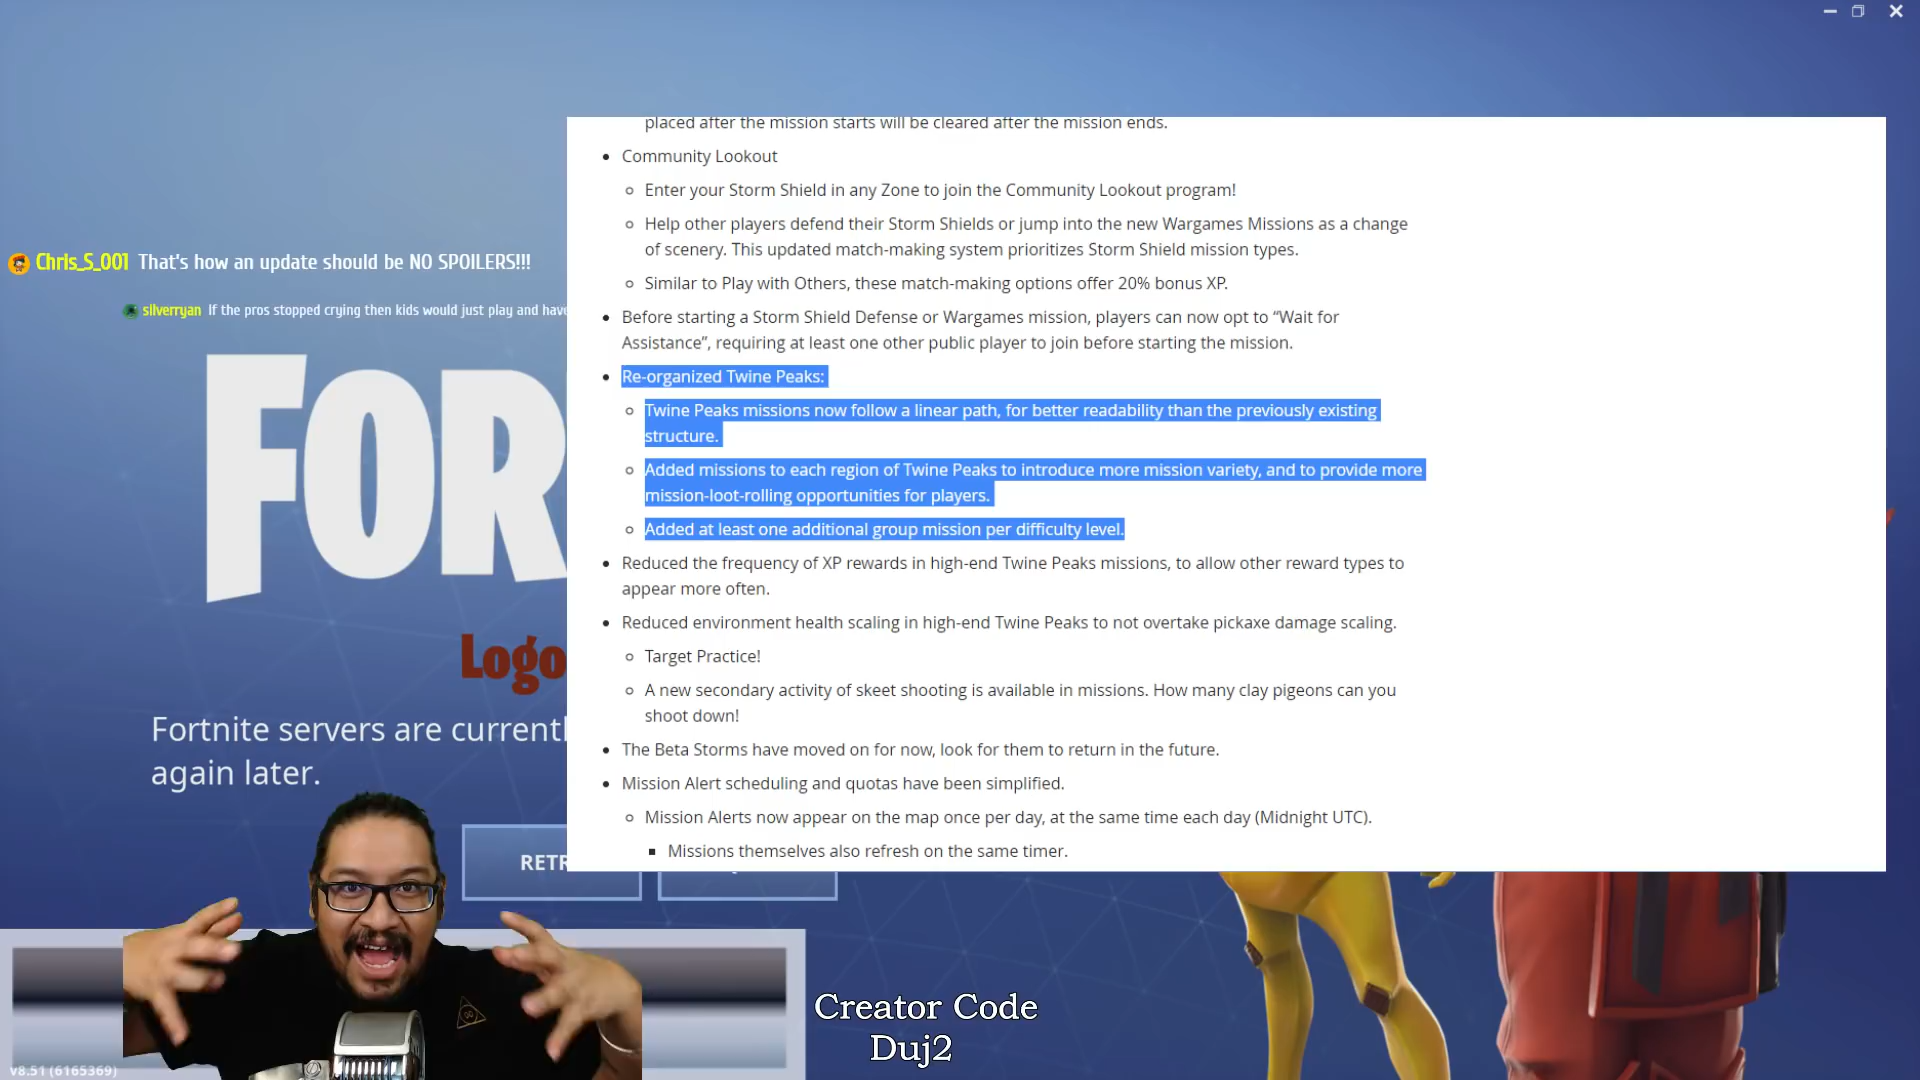 placed after the mission starts will be cleared after the mission ends.
Community Lookout
Enter your Storm Shield in any Zone to join the Community Lookout program!
Help other players defend their Storm Shields or jump into the new Wargames Missions as a change
of scenery. This updated match-making system prioritizes Storm Shield mission types.
Similar to Play with Others, these match-making options offer 20% bonus XP.
Before starting a Storm Shield Defense or Wargames mission, players can now opt to “Wait for
Assistance”, requiring at least one other public player to join before starting the mission.
Re-organized Twine Peaks:
Twine Peaks missions now follow a linear path, for better readability than the previously existing
structure.
Added missions to each region of Twine Peaks to introduce more mission variety, and to provide more
mission-loot-rolling opportunities for players.
Added at least one additional group mission per difficulty level.
Reduced the frequency of XP rewards in high-end Twine Peaks missions, to allow other reward types to
appear more often.
Reduced environment health scaling in high-end Twine Peaks to not overtake pickaxe damage scaling.
Target Practice!
A new secondary activity of skeet shooting is available in missions. How many clay pigeons can you
shoot down!
The Beta Storms have moved on for now, look for them to return in the future.
Mission Alert scheduling and quotas have been simplified.
Mission Alerts now appear on the map once per day, at the same time each day (Midnight UTC).
Missions themselves also refresh on the same timer.
Chris_S_001 That's how an update should be NO SPOILERS!!!
silverryan If the pros stopped crying then kids would just play and have
FOR
Logo
Fortnite servers are current
again later.
RETR
Creator Code
Duj2
v8.51 (6165369)